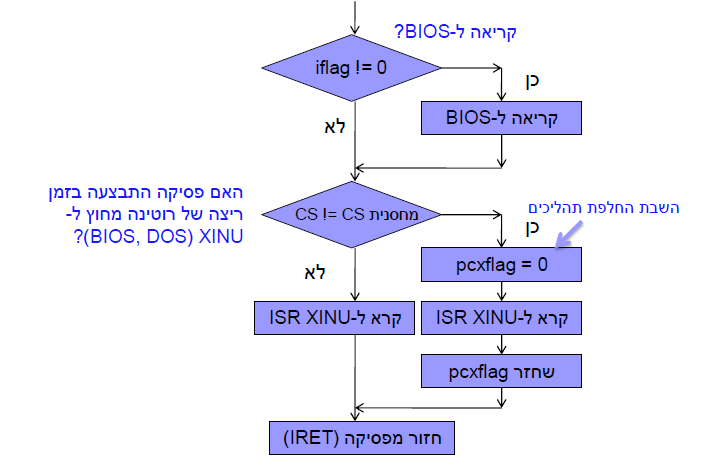 קריאה ל-BIOS?
iflag != 0
כן
קריאה ל-BIOS
לא
האם פסיקה התבצעה בזמן
ריצה של רוטינה מחוץ ל-
XINU (BIOS, DOS)?
CS != CS מחסנית
השבת החלפת תהליכים
כן
pcxflag = 0
לא
קרא ל-ISR XINU
קרא ל-ISR XINU
שחזר pcxflag
חזור מפסיקה (IRET)